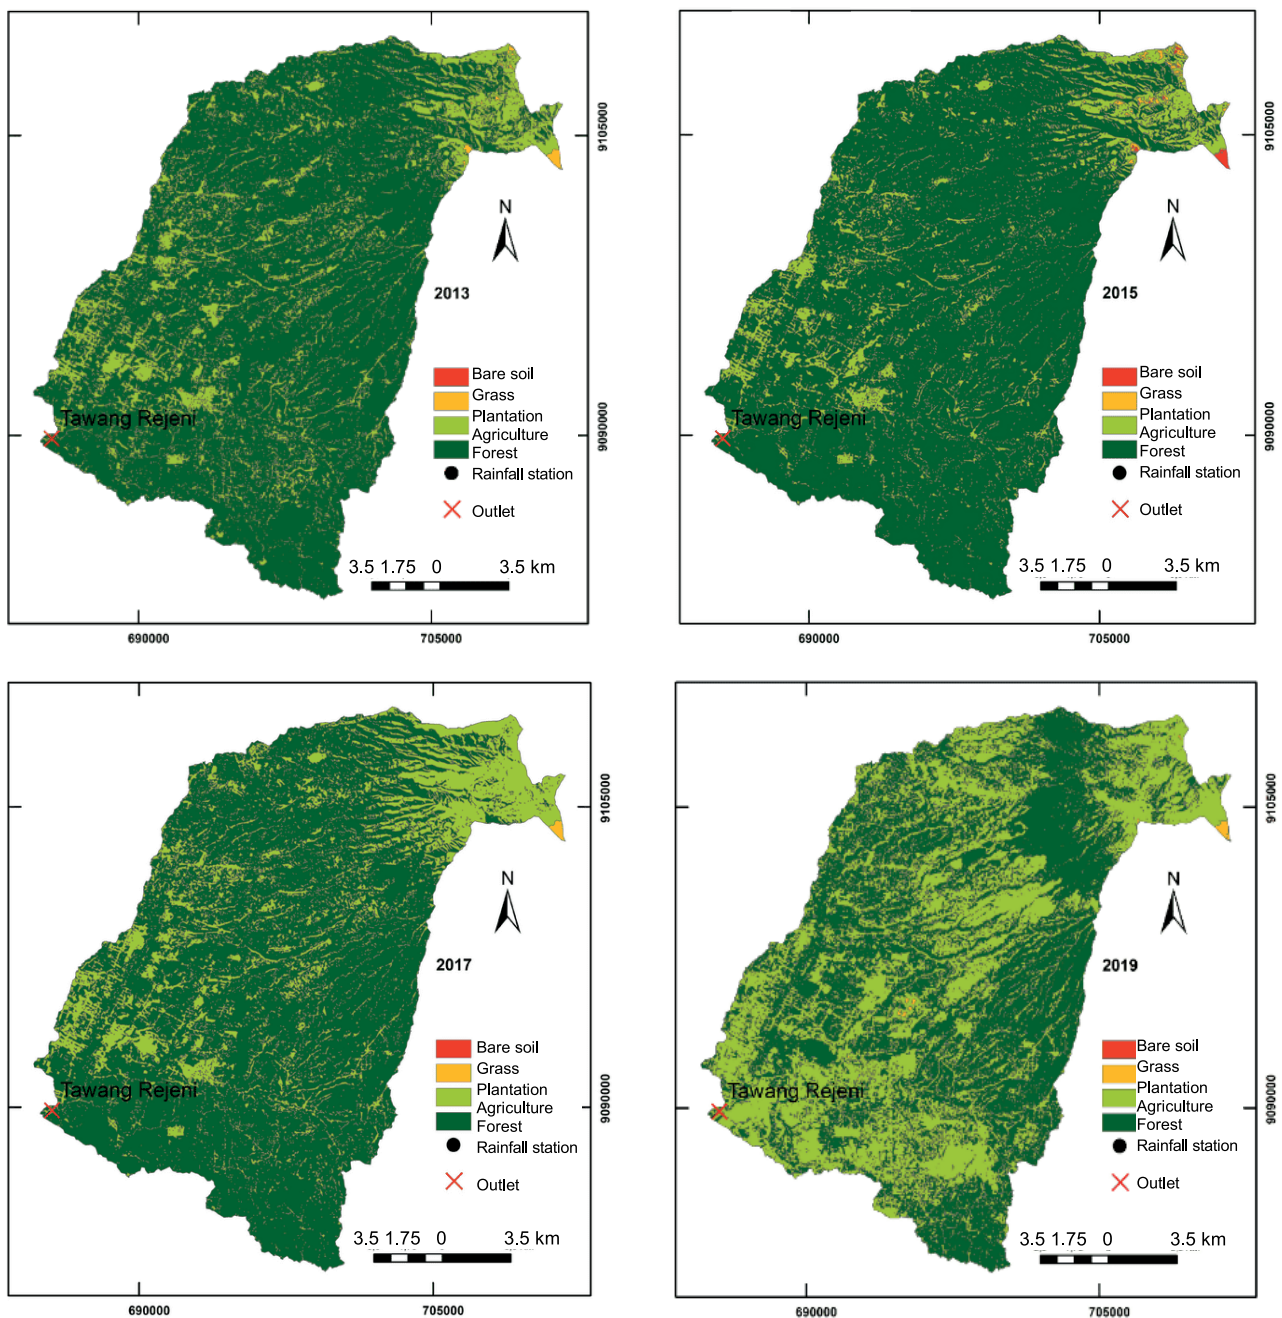 9105000
N
2013
Bare soil
Grass
Plantation
Agriculture
Forest
Rainfall station
Outlet
Tawang Rejeni
9090000
3.5 1.75 0 3.5 km
690000 705000
9105000
N
2015
Bare soil
Grass
Plantation
Agriculture
Forest
Rainfall station
Outlet
Tawang Rejeni
9090000
3.5 1.75 0 3.5 km
690000 705000
9105000
N
2017
Bare soil
Grass
Plantation
Agriculture
Forest
Rainfall station
Outlet
Tawang Rejeni
9090000
3.5 1.75 0 3.5 km
690000 705000
9105000
N
2019
Bare soil
Grass
Plantation
Agriculture
Forest
Rainfall station
Outlet
Tawang Rejeni
9090000
3.5 1.75 0 3.5 km
690000 705000